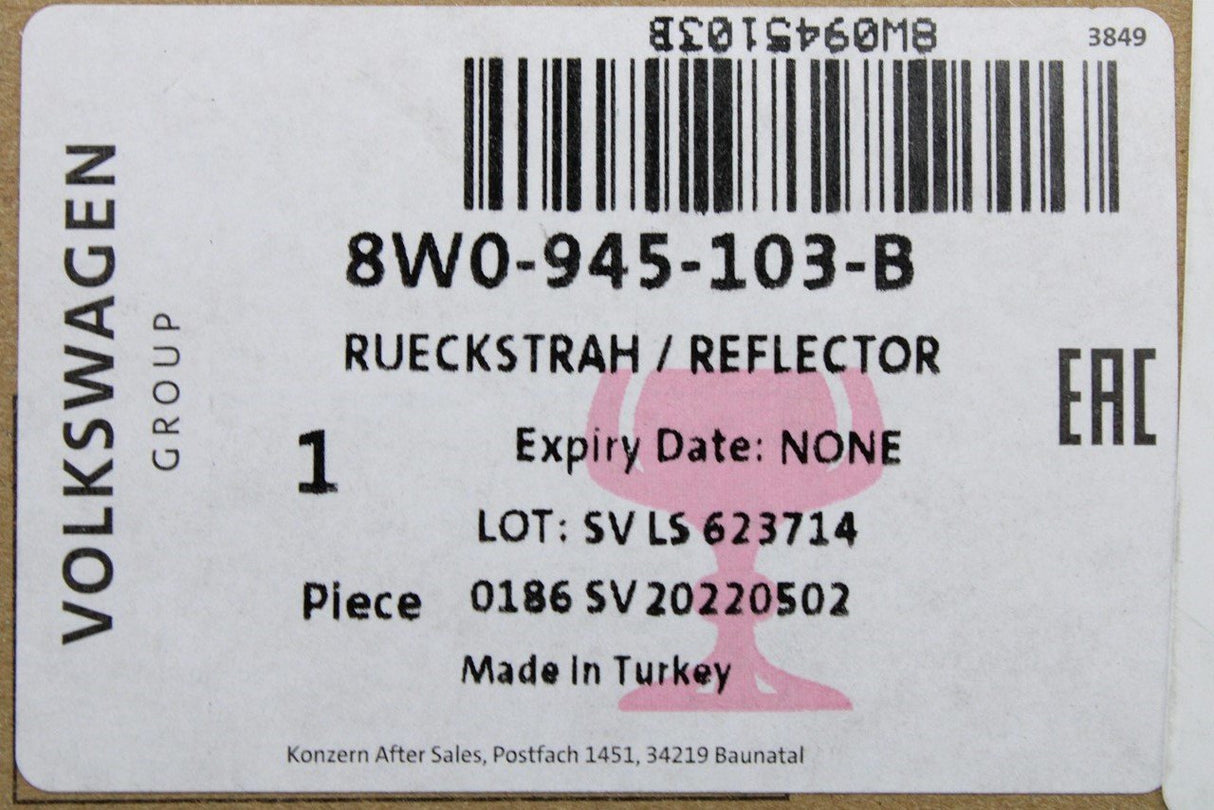 8W0945103B
3849
8W0-945-103-B
RUECKSTRAH / REFLECTOR
EAC
1
Expiry Date: NONE
LOT: SV LS 623714
Piece
0186 SV 20220502
Made In Turkey
Konzern After Sales, Postfach 1451, 34219 Baunatal
VOLKSWAGEN
GROUP